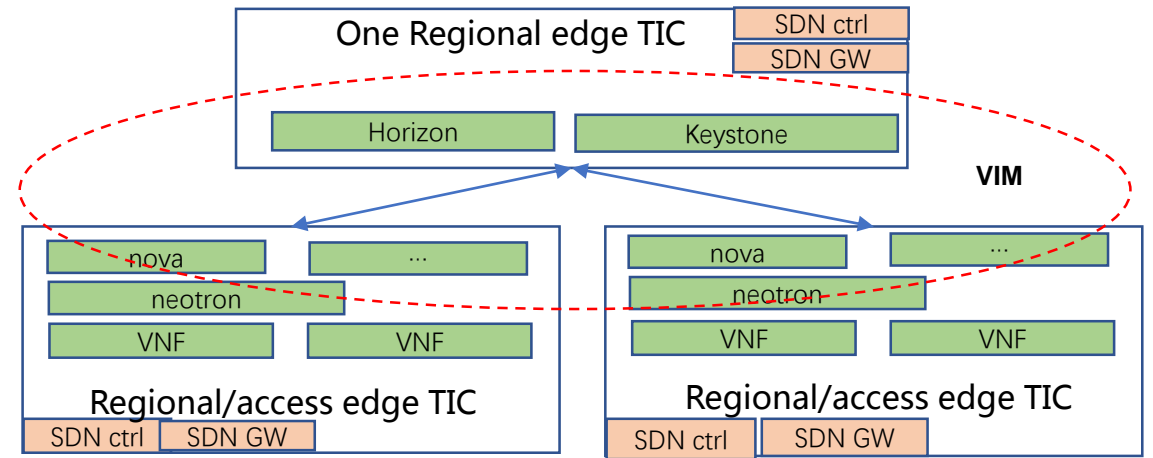 One Regional edge TIC
SDN ctrl
SDN GW
Horizon
Keystone
VIM
nova
...
neotron
VNF
VNF
Regional/access edge TIC
SDN ctrl
SDN GW
nova
...
neotron
VNF
VNF
Regional/access edge TIC
SDN ctrl
SDN GW